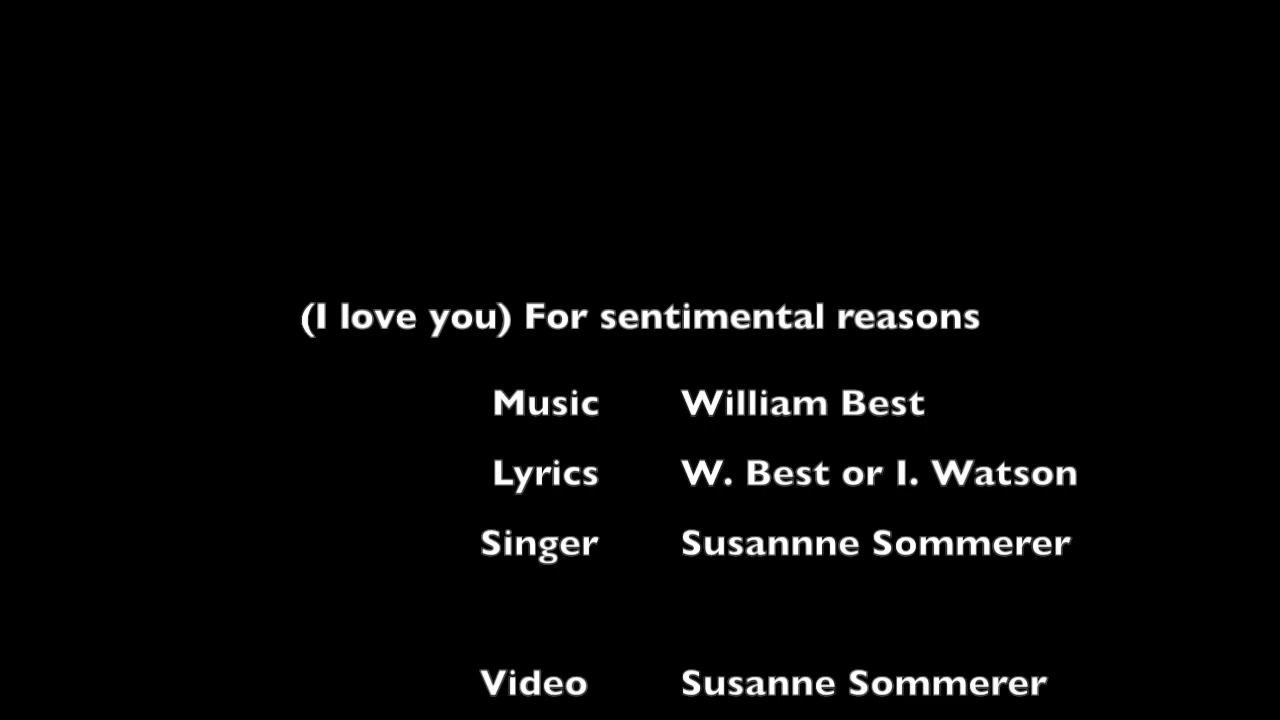 (I love you) For sentimental reasons
Music William Best
Lyrics W. Best or I. Watson
Singer Susannne Sommerer
Video Susanne Sommerer